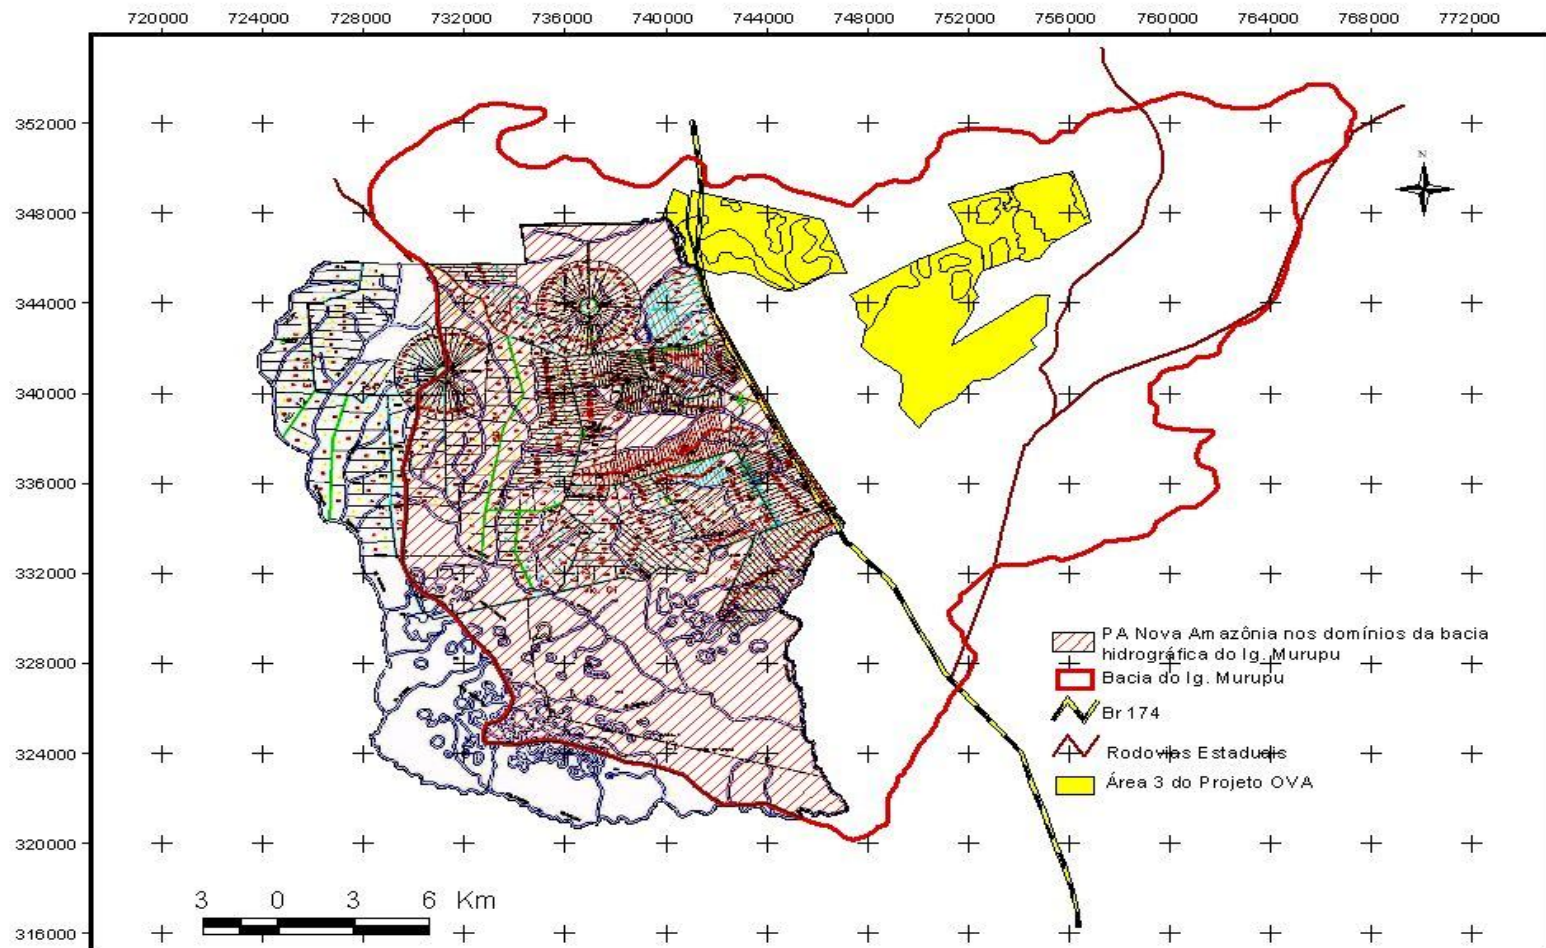 720000 724000 728000 732000 736000 740000 744000 748000 752000 756000 760000 764000 768000 772000
352000
348000
344000
340000
336000
332000
328000
324000
320000
316000
N
PA Nova Amazônia nos domínios da bacia
hidrográfica do Ig. Murupu
Bacia do Ig. Murupu
Br 174
Rodovias Estaduais
Área 3 do Projeto OVA
3 0 3 6 Km